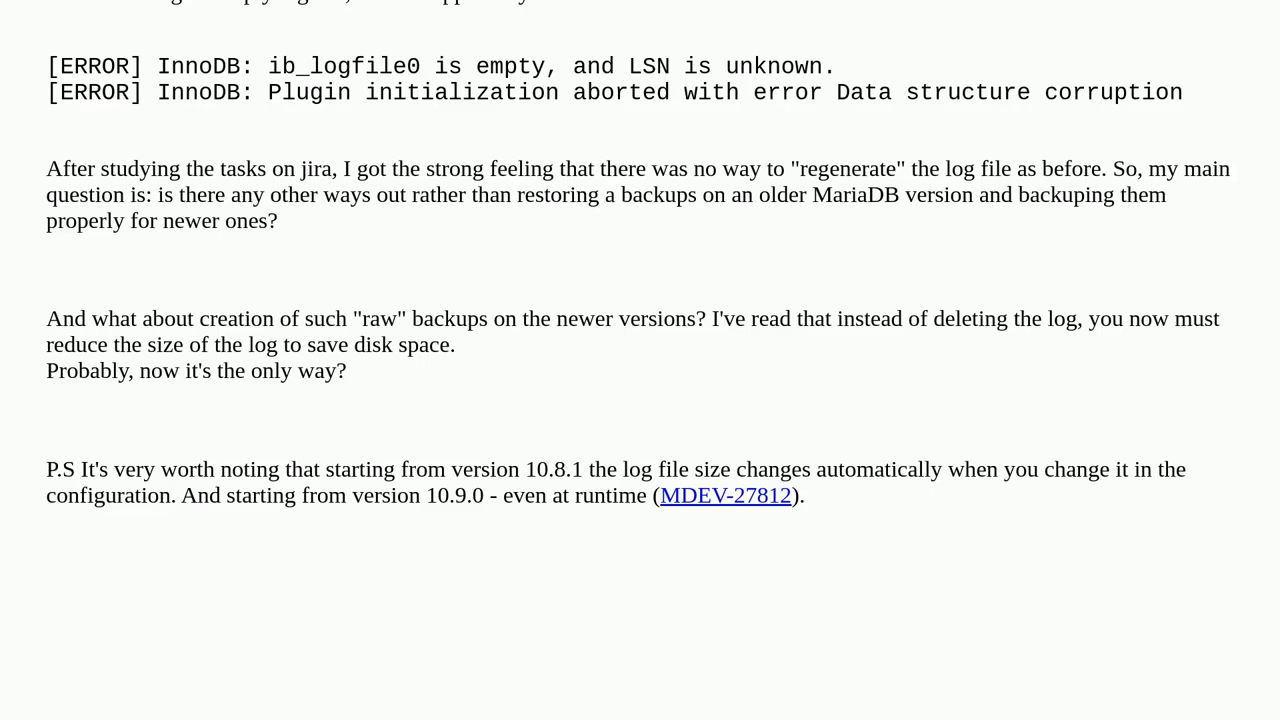 [ERROR] InnoDB: ib_logfile0 is empty, and LSN is unknown.
[ERROR] InnoDB: Plugin initialization aborted with error Data structure corruption
After studying the tasks on jira, I got the strong feeling that there was no way to "regenerate" the log file as before. So, my main
question is: is there any other ways out rather than restoring a backups on an older MariaDB version and backuping them
properly for newer ones?
And what about creation of such "raw" backups on the newer versions? I've read that instead of deleting the log, you now must
reduce the size of the log to save disk space.
Probably, now it's the only way?
P.S It's very worth noting that starting from version 10.8.1 the log file size changes automatically when you change it in the
configuration. And starting from version 10.9.0 - even at runtime (MDEV-27812).